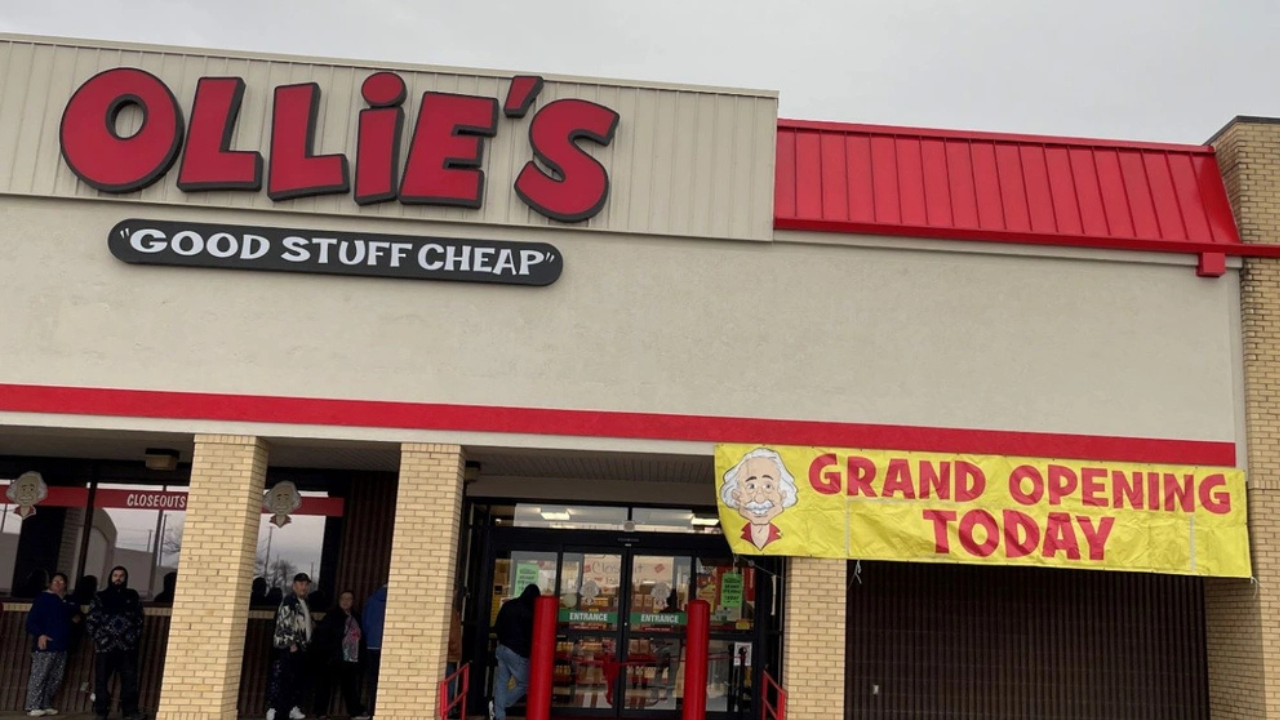 OLLiE'S
"GOOD STUFF CHEAP"
GRAND OPENING
TODAY
CLOSEOUTS
ENTRANCE
ENTRANCE